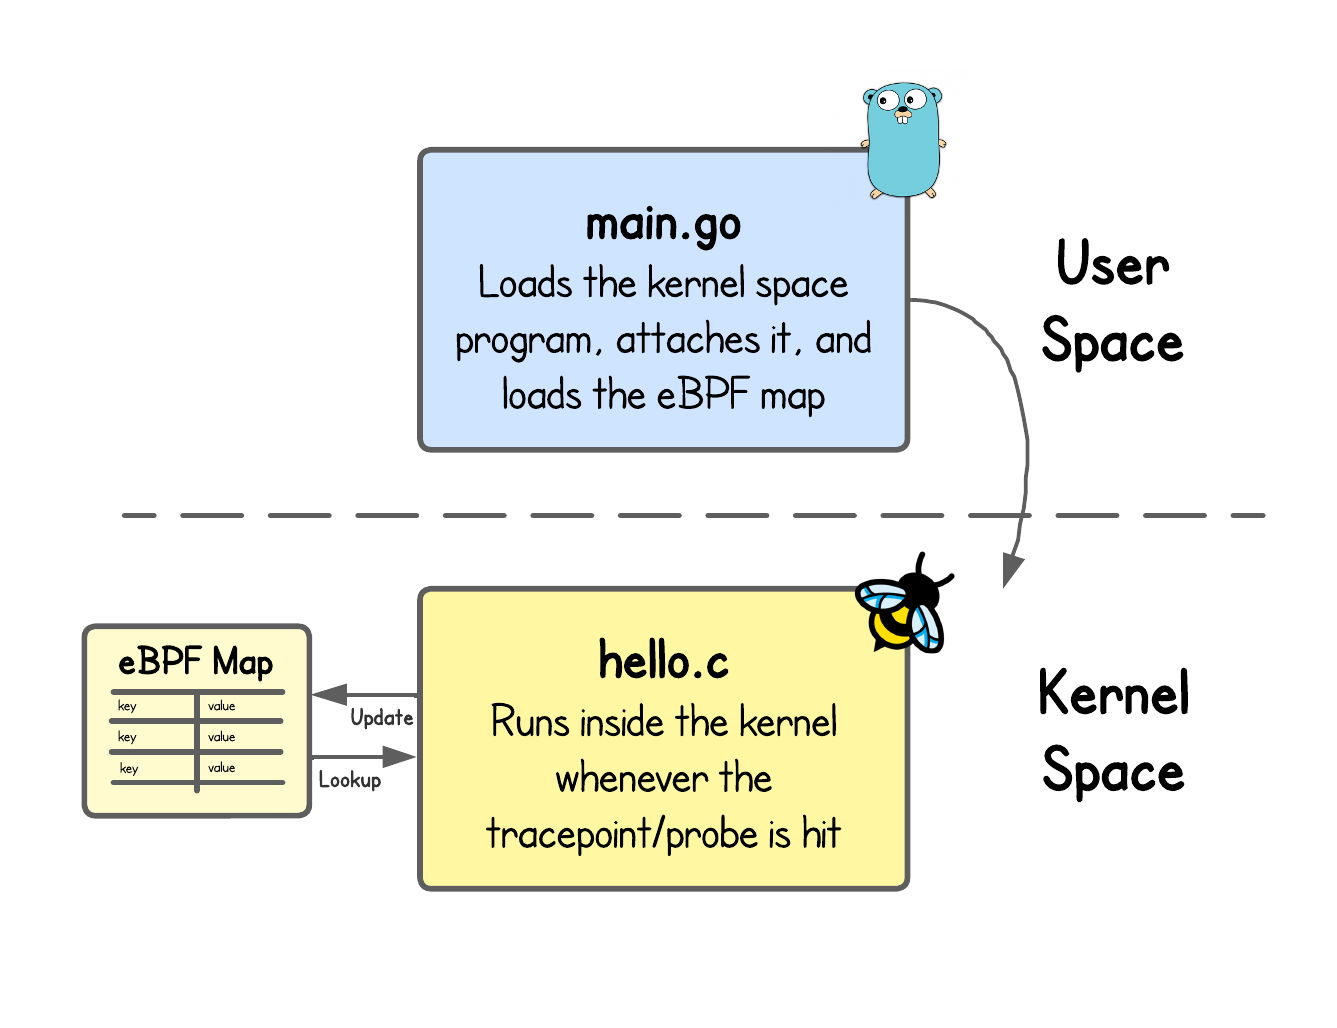 main.go
Loads the kernel space
program, attaches it, and
loads the eBPF map
User
Space
eBPF Map
key value
key value
key value
Update
Lookup
hello.c
Runs inside the kernel
whenever the
tracepoint/probe is hit
Kernel
Space